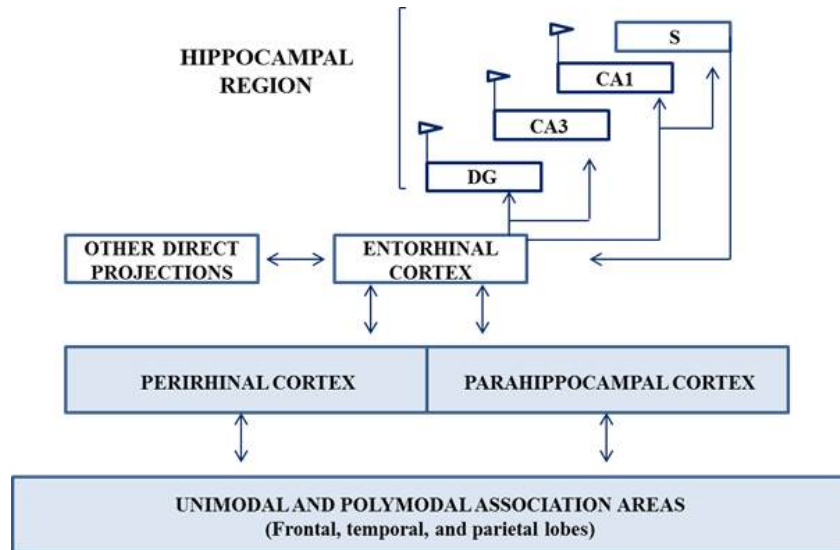 HIPPOCAMPAL
REGION
S
CA1
CA3
DG
OTHER DIRECT
PROJECTIONS
ENTORHINAL
CORTEX
PERIRHINAL CORTEX
PARAHIPPOCAMPAL CORTEX
UNIMODAL AND POLYMODAL ASSOCIATION AREAS
(Frontal, temporal, and parietal lobes)